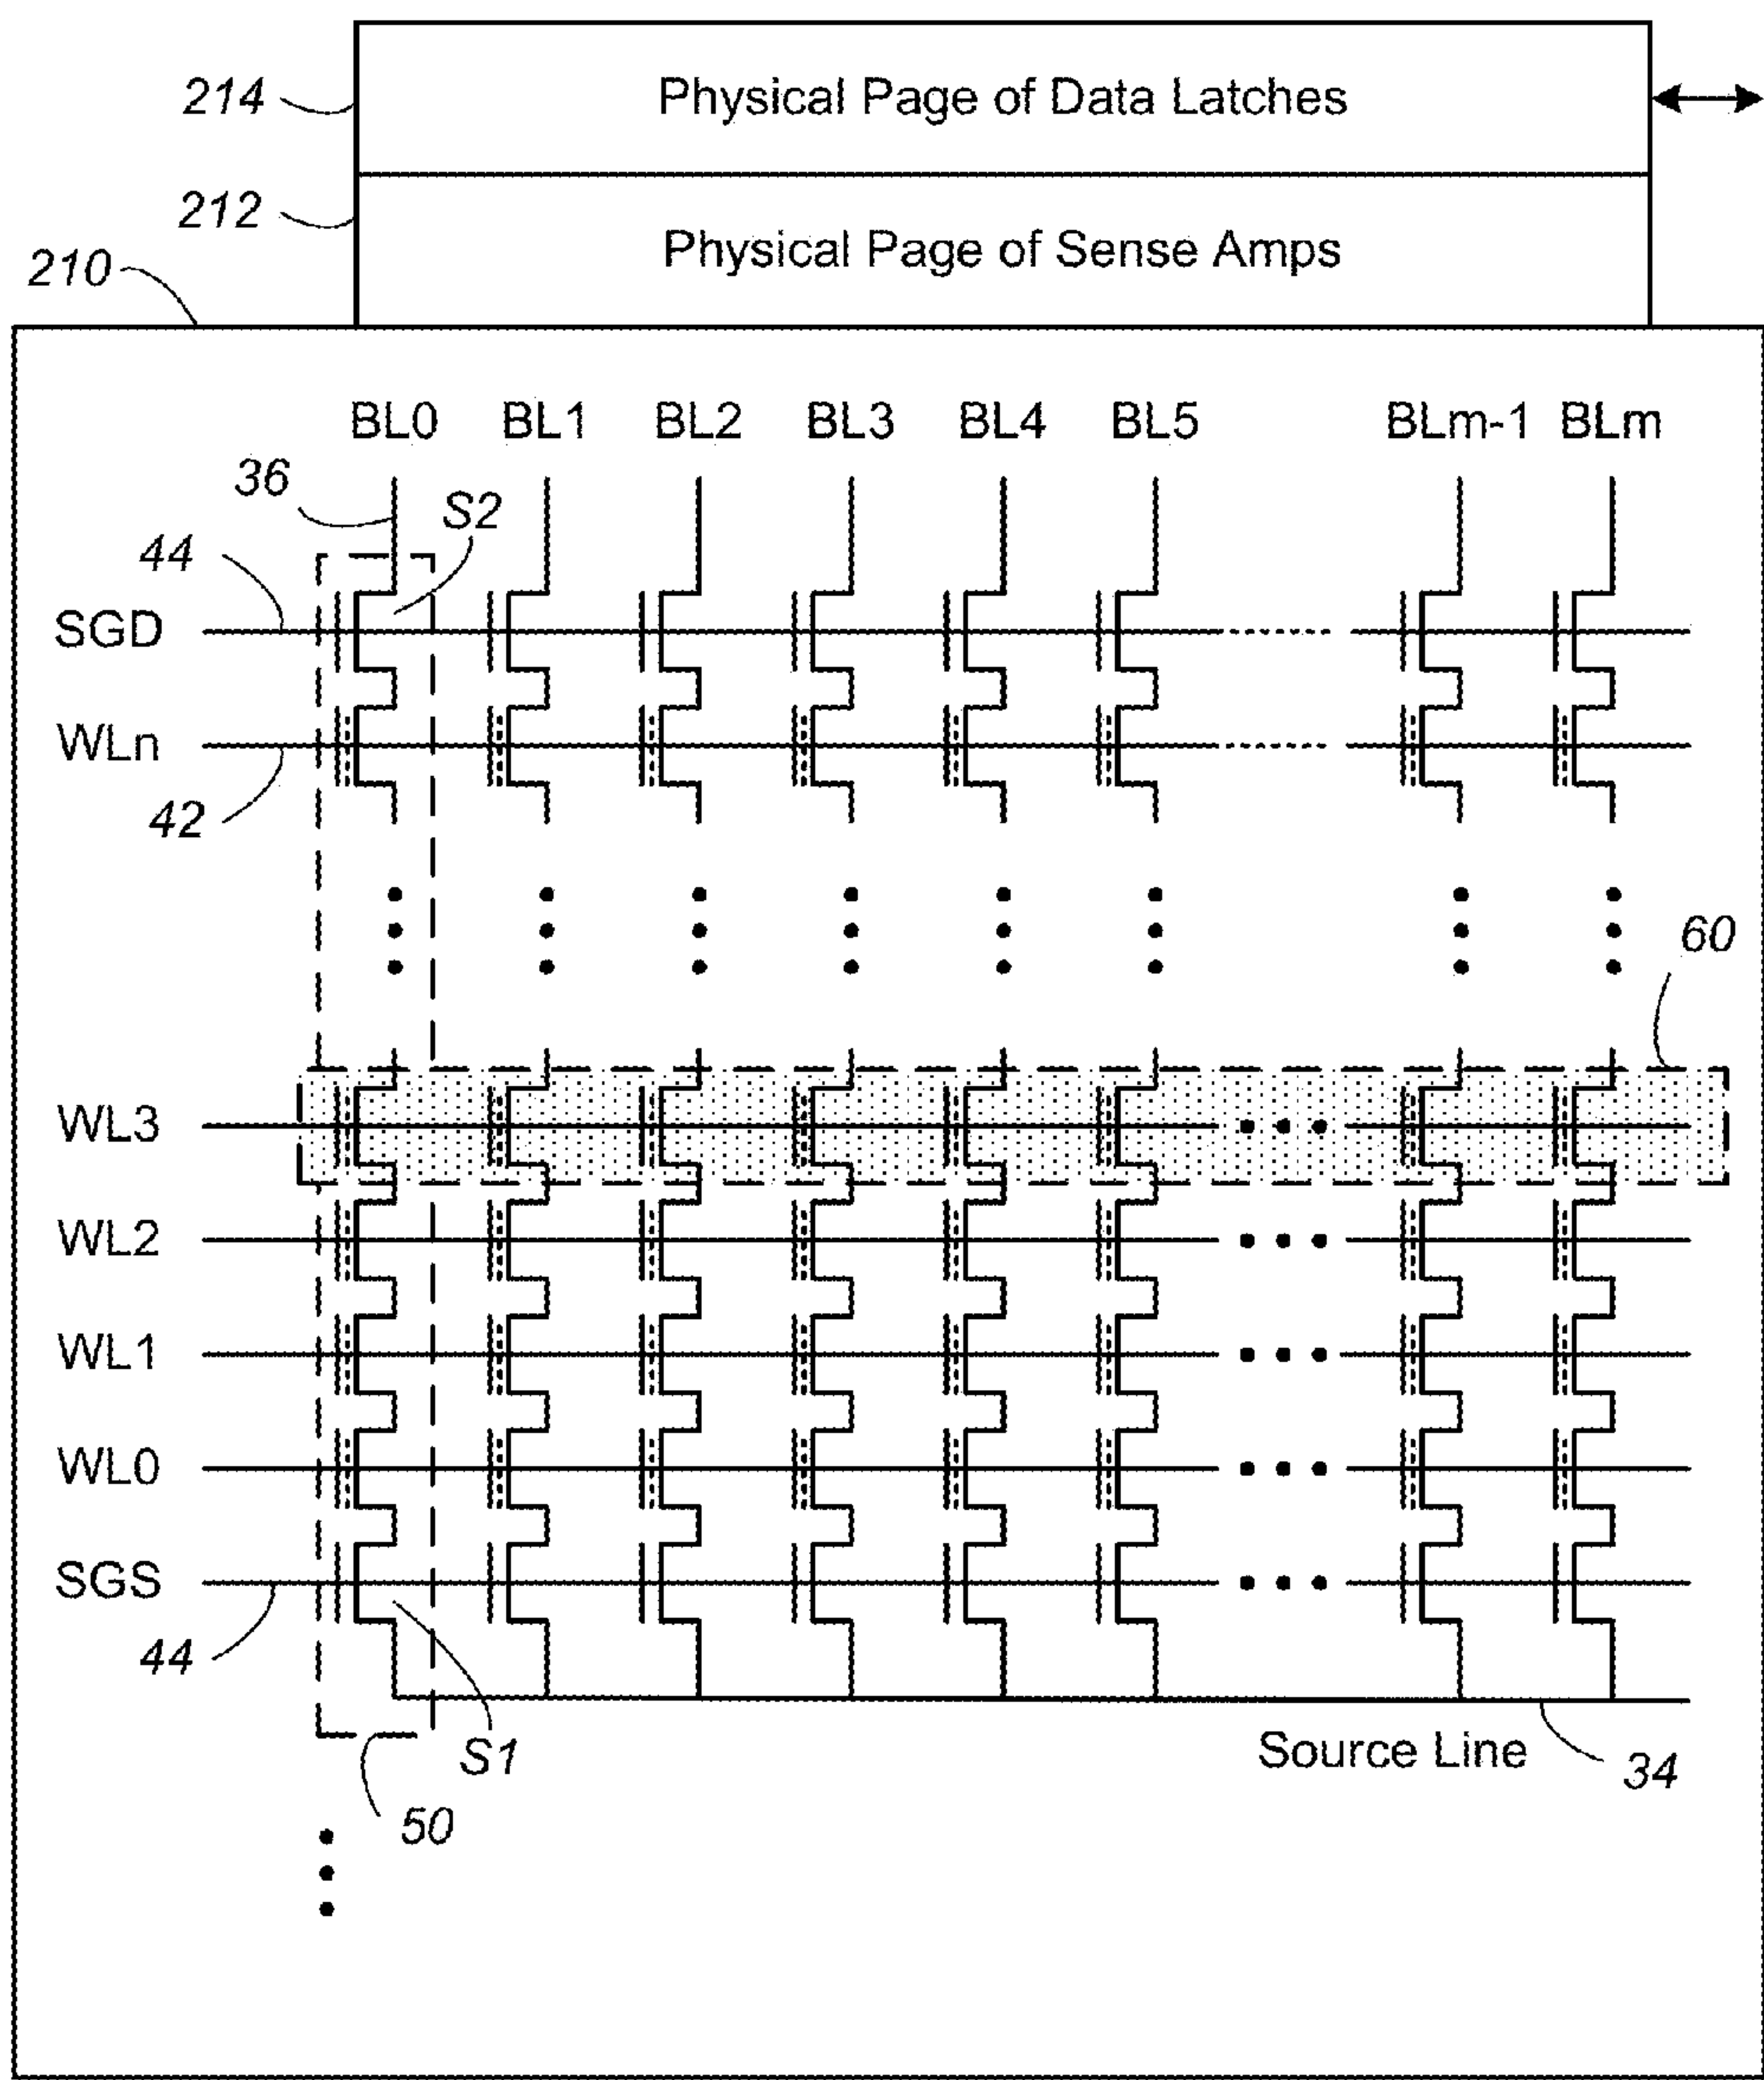 214 Physical Page of Data Latches
212 Physical Page of Sense Amps
210
BL0 BL1 BL2 BL3 BL4 BL5 BLm-1 BLm
36 S2
44
SGD
WLn
42
60
WL3
WL2
WL1
WL0
SGS
44
S1 Source Line 34
50